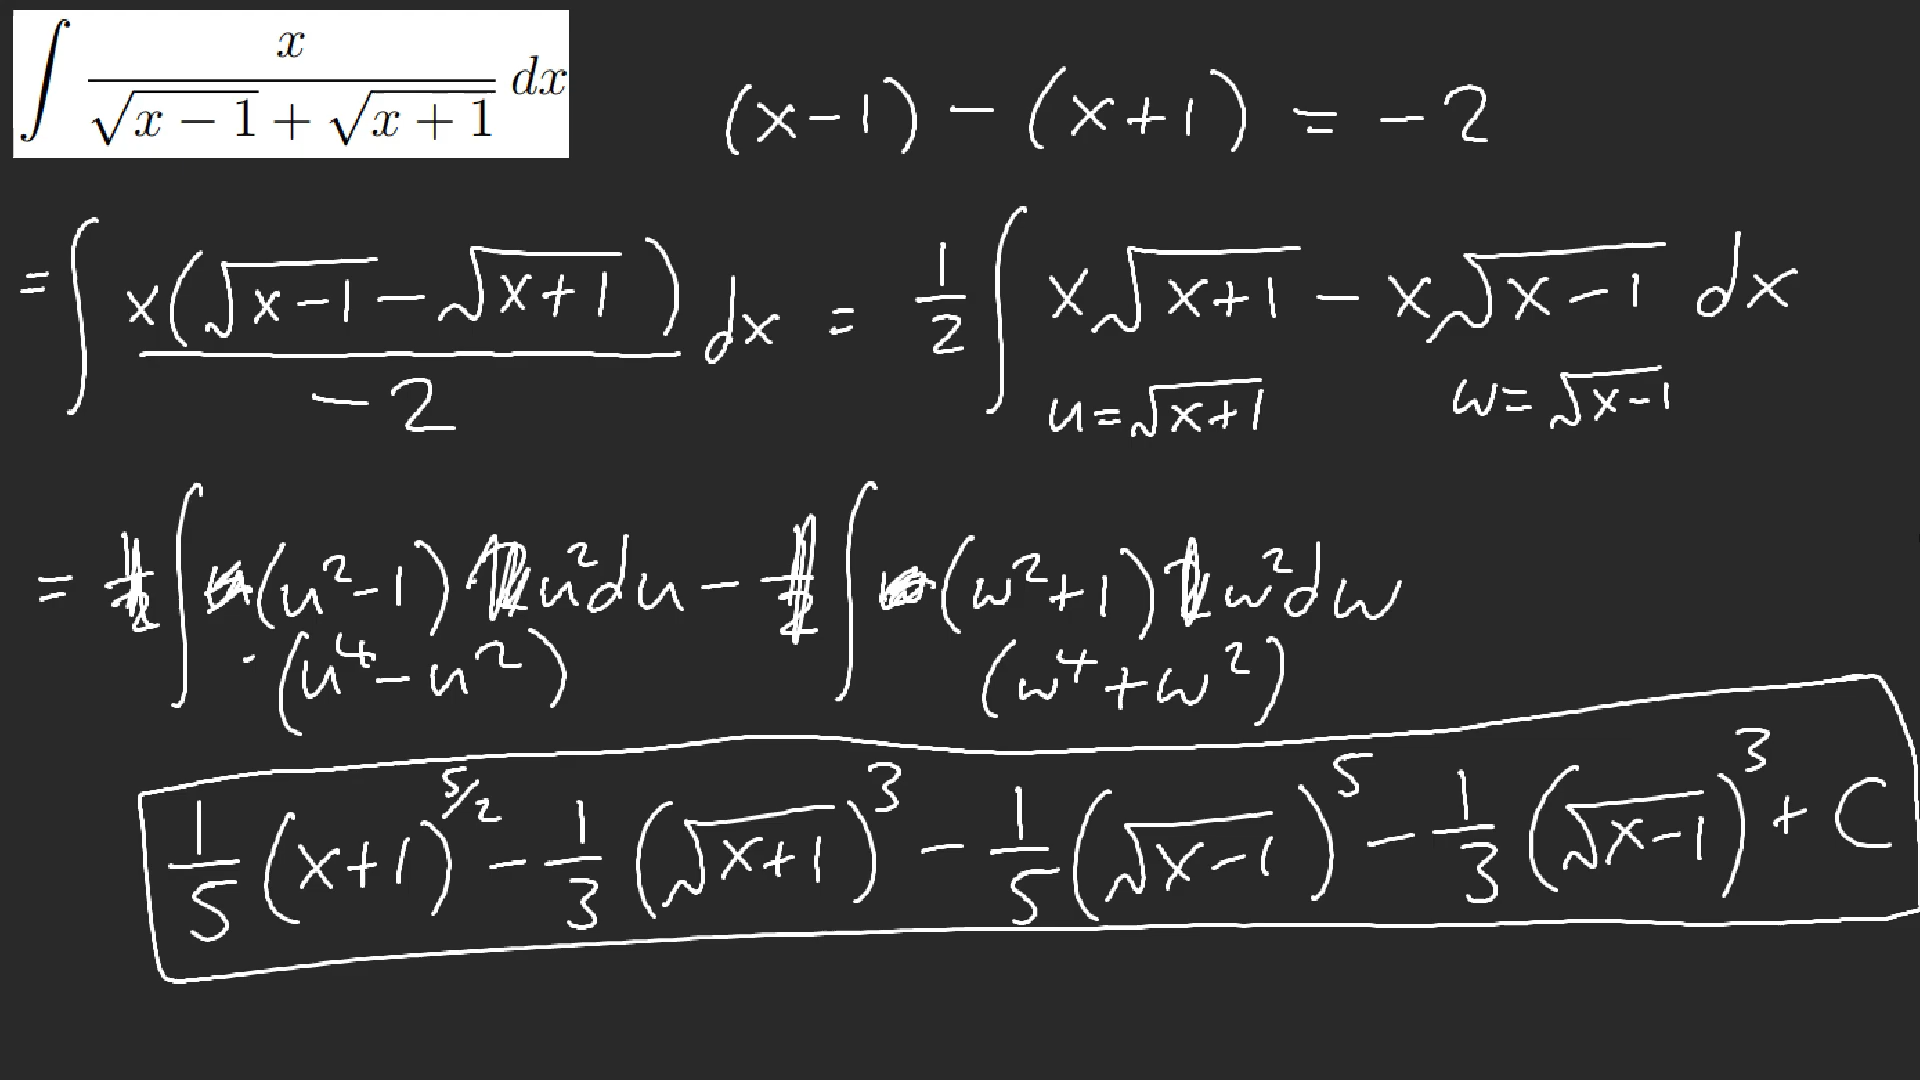 ∫ x / (√(x − 1) + √(x + 1)) dx
(x-1) - (x+1) = -2
= ∫ x(√(x-1) - √(x+1)) / -2 dx = 1/2 ∫ x√(x+1) - x√(x-1) dx
u = √(x+1) w = √(x-1)
= ∫ (u²-1) u² du - ∫ (w²+1) w² dw
(u⁴-u²) (w⁴+w²)
1/5 (x+1)^(5/2) - 1/3 (√(x+1))³ - 1/5 (√(x-1))⁵ - 1/3 (√(x-1))³ + C